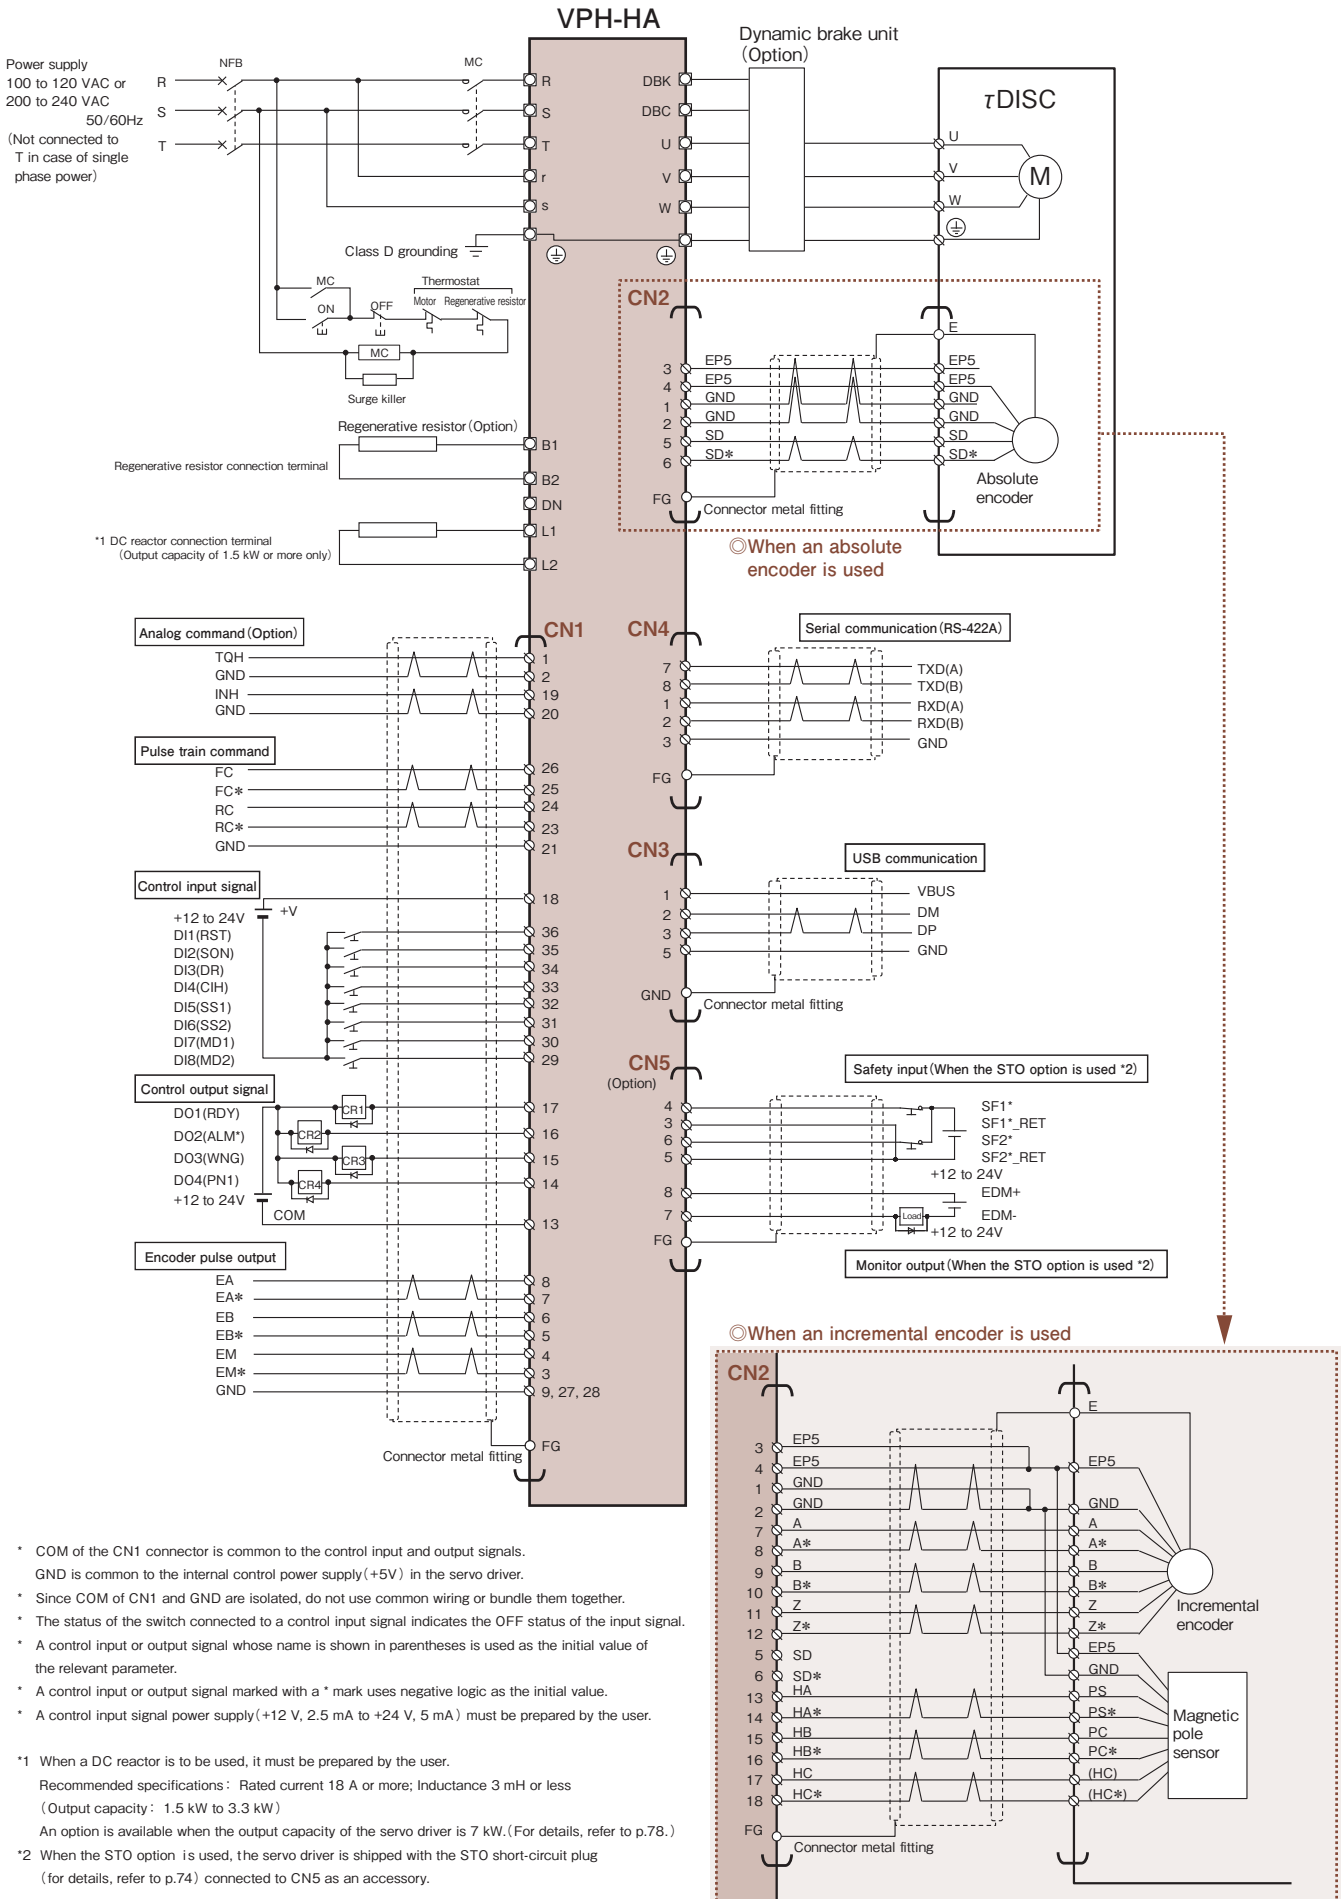 VPH-HA
Power supply
100 to 120 VAC or
200 to 240 VAC
50/60Hz
(Not connected to
T in case of single
phase power)
R
S
T
NFB
MC
R
S
T
r
s
Class D grounding
MC
ON
OFF
Thermostat
Motor
Regenerative resistor
MC
Surge killer
Regenerative resistor (Option)
Regenerative resistor connection terminal
B1
B2
DN
*1 DC reactor connection terminal
(Output capacity of 1.5 kW or more only)
L1
L2
Dynamic brake unit
(Option)
DBK
DBC
U
V
W
τDISC
U
V
W
M
CN2
3 EP5 EP5
4 EP5 EP5
1 GND GND
2 GND GND
5 SD SD
6 SD* SD*
E
FG
Connector metal fitting
Absolute
encoder
◎When an absolute
encoder is used
CN1
Analog command (Option)
TQH 1
GND 2
INH 19
GND 20
Pulse train command
FC 26
FC* 25
RC 24
RC* 23
GND 21
Control input signal
18
+V
+12 to 24V
DI1(RST) 36
DI2(SON) 35
DI3(DR) 34
DI4(CIH) 33
DI5(SS1) 32
DI6(SS2) 31
DI7(MD1) 30
DI8(MD2) 29
Control output signal
DO1(RDY) CR1 17
DO2(ALM*) CR2 16
DO3(WNG) CR3 15
DO4(PN1) CR4 14
+12 to 24V
COM 13
Encoder pulse output
EA 8
EA* 7
EB 6
EB* 5
EM 4
EM* 3
GND 9, 27, 28
Connector metal fitting
FG
CN4
Serial communication (RS-422A)
7 TXD(A)
8 TXD(B)
1 RXD(A)
2 RXD(B)
3 GND
FG
CN3
USB communication
1 VBUS
2 DM
3 DP
5 GND
GND
Connector metal fitting
CN5
(Option)
Safety input (When the STO option is used *2)
4 SF1*
3 SF1*_RET
6 SF2*
5 SF2*_RET
+12 to 24V
8 EDM+
7 Load EDM-
+12 to 24V
FG
Monitor output (When the STO option is used *2)
◎When an incremental encoder is used
CN2
E
3 EP5
4 EP5 EP5
1 GND
2 GND GND
7 A A
8 A* A*
9 B B
10 B* B*
11 Z Z
12 Z* Z*
5 SD EP5
6 SD* GND
13 HA PS
14 HA* PS*
15 HB PC
16 HB* PC*
17 HC (HC)
18 HC* (HC*)
FG
Connector metal fitting
Incremental
encoder
Magnetic
pole
sensor
* COM of the CN1 connector is common to the control input and output signals.
GND is common to the internal control power supply (+5V) in the servo driver.
* Since COM of CN1 and GND are isolated, do not use common wiring or bundle them together.
* The status of the switch connected to a control input signal indicates the OFF status of the input signal.
* A control input or output signal whose name is shown in parentheses is used as the initial value of
the relevant parameter.
* A control input or output signal marked with a * mark uses negative logic as the initial value.
* A control input signal power supply (+12 V, 2.5 mA to +24 V, 5 mA) must be prepared by the user.
*1 When a DC reactor is to be used, it must be prepared by the user.
Recommended specifications: Rated current 18 A or more; Inductance 3 mH or less
(Output capacity: 1.5 kW to 3.3 kW)
An option is available when the output capacity of the servo driver is 7 kW. (For details, refer to p.78.)
*2 When the STO option is used, the servo driver is shipped with the STO short-circuit plug
(for details, refer to p.74) connected to CN5 as an accessory.